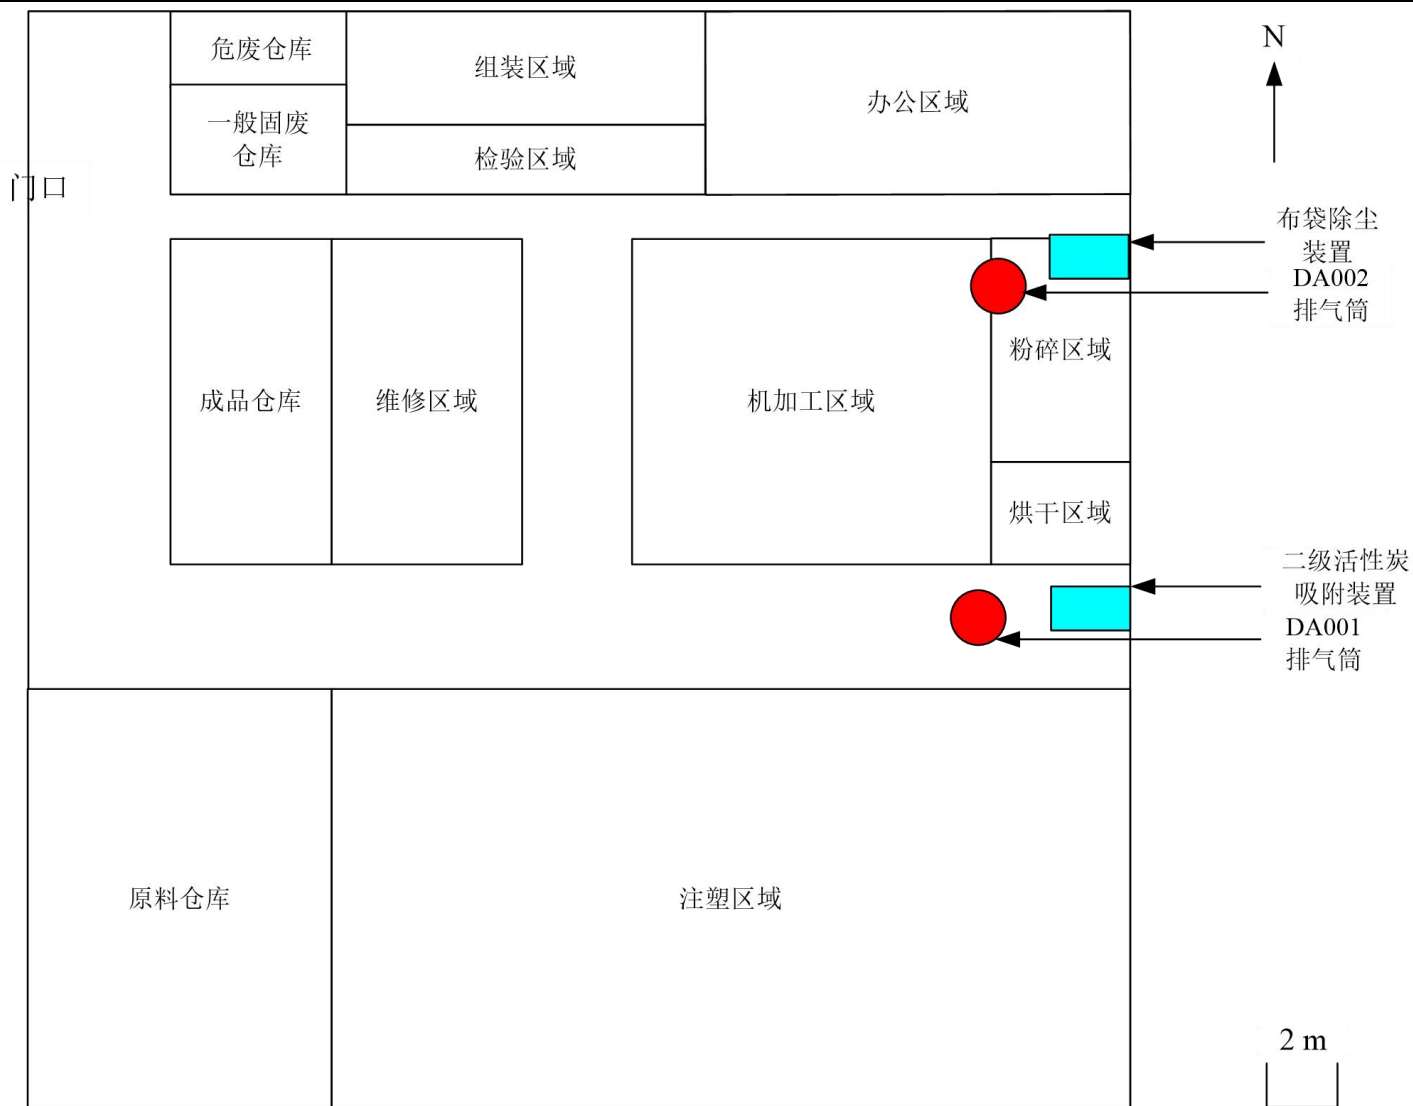 危废仓库
组装区域
办公区域
N
一般固废
仓库
检验区域
门口
布袋除尘
装置
DA002
排气筒
粉碎区域
成品仓库
维修区域
机加工区域
烘干区域
二级活性炭
吸附装置
DA001
排气筒
原料仓库
注塑区域
2 m